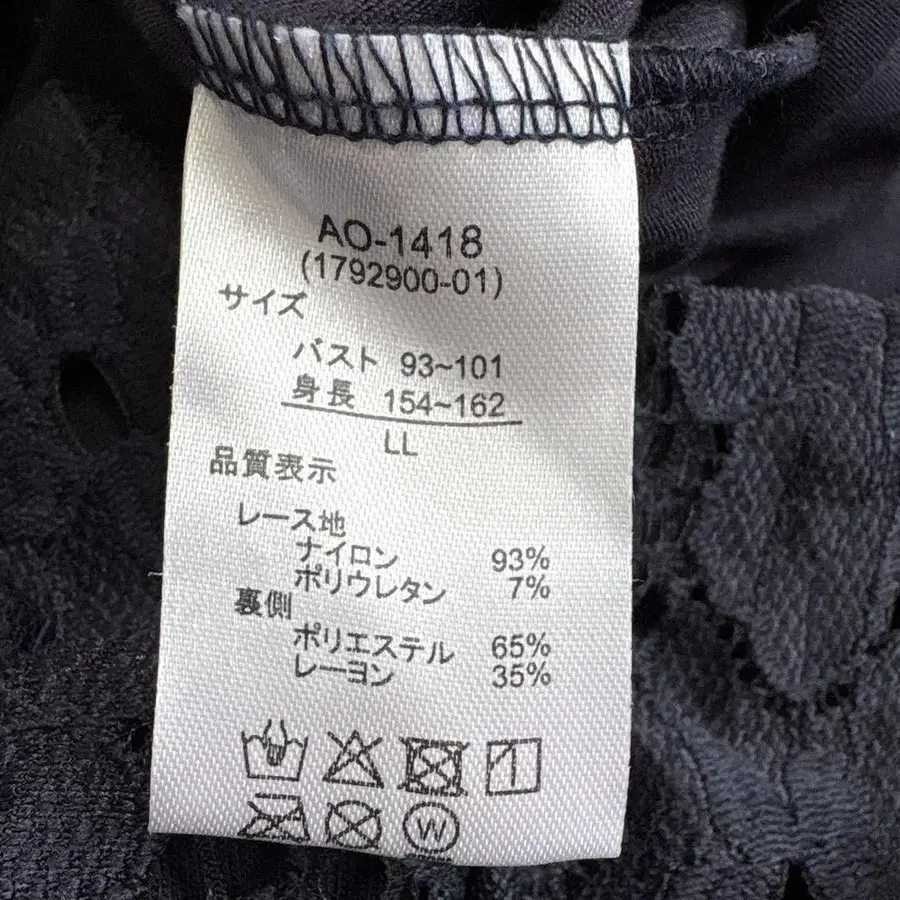 AO-1418
(1792900-01)
サイズ
バスト 93~101
身長 154~162
LL
品質表示
レース地
ナイロン 93%
ポリウレタン 7%
裏側
ポリエステル 65%
レーヨン 35%
W